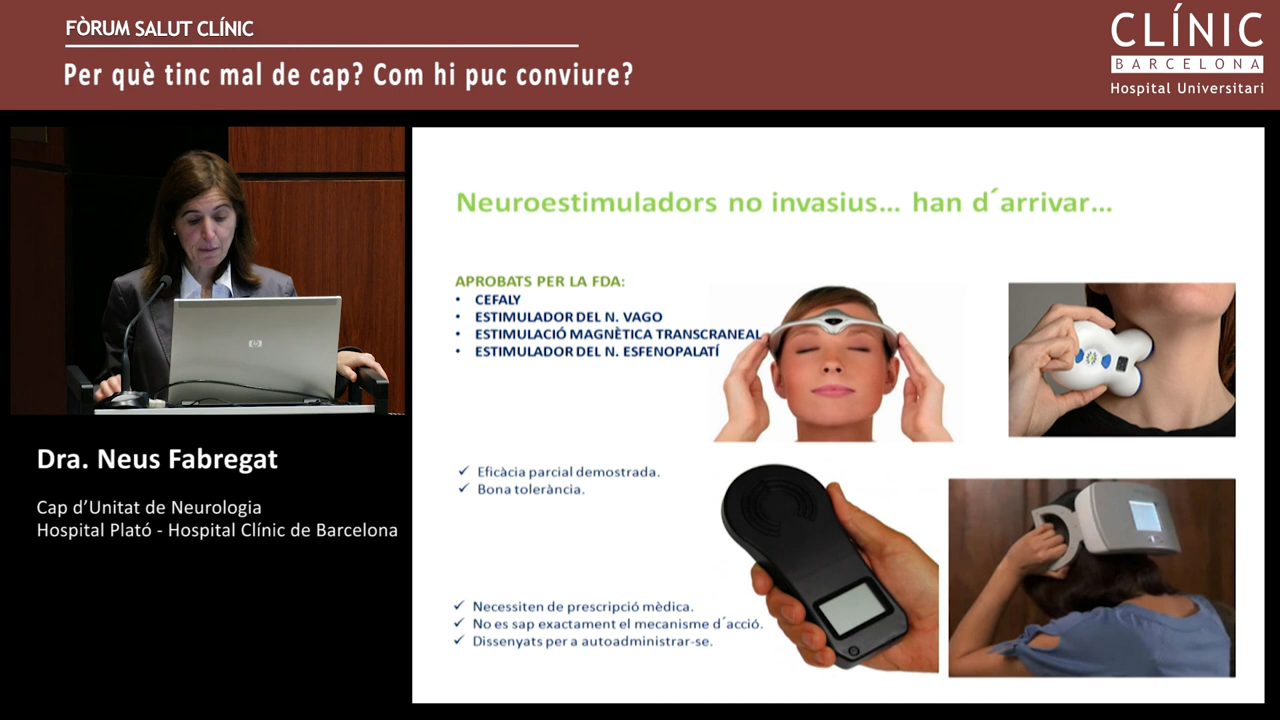 FÒRUM SALUT CLÍNIC
Per què tinc mal de cap? Com hi puc conviure?
CLÍNIC
BARCELONA
Hospital Universitari
Neuroestimuladors no invasius... han d´arrivar...
APROBATS PER LA FDA:
• CEFALY
• ESTIMULADOR DEL N. VAGO
• ESTIMULACIÓ MAGNÈTICA TRANSCRANEAL
• ESTIMULADOR DEL N. ESFENOPALATÍ
✓ Eficàcia parcial demostrada.
✓ Bona tolerància.
✓ Necessiten de prescripció mèdica.
✓ No es sap exactament el mecanisme d´acció.
✓ Dissenyats per a autoadministrar-se.
hp
Dra. Neus Fabregat
Cap d'Unitat de Neurologia
Hospital Plató - Hospital Clínic de Barcelona